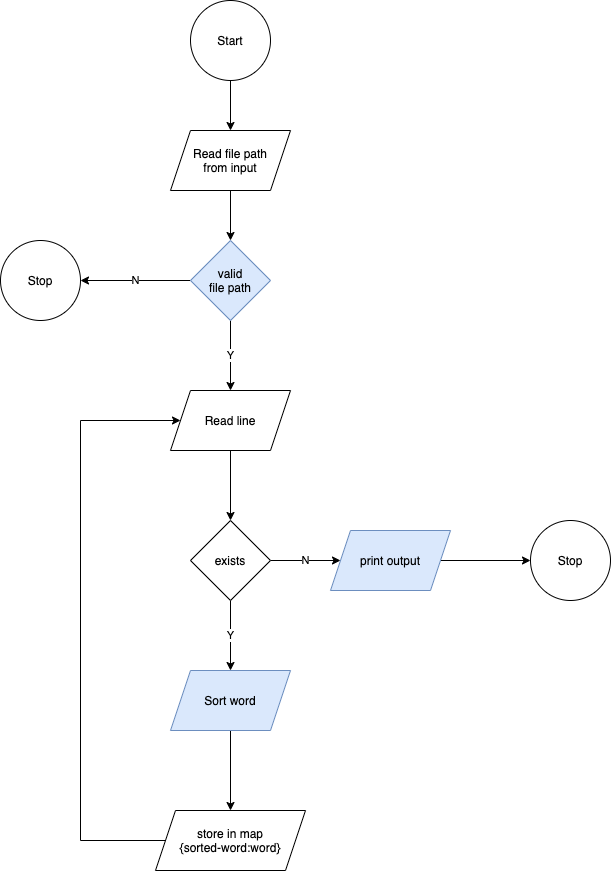 Start
Read file path
from input
valid
file path
N
Stop
Y
Read line
exists
N
print output
Stop
Y
Sort word
store in map
{sorted-word:word}